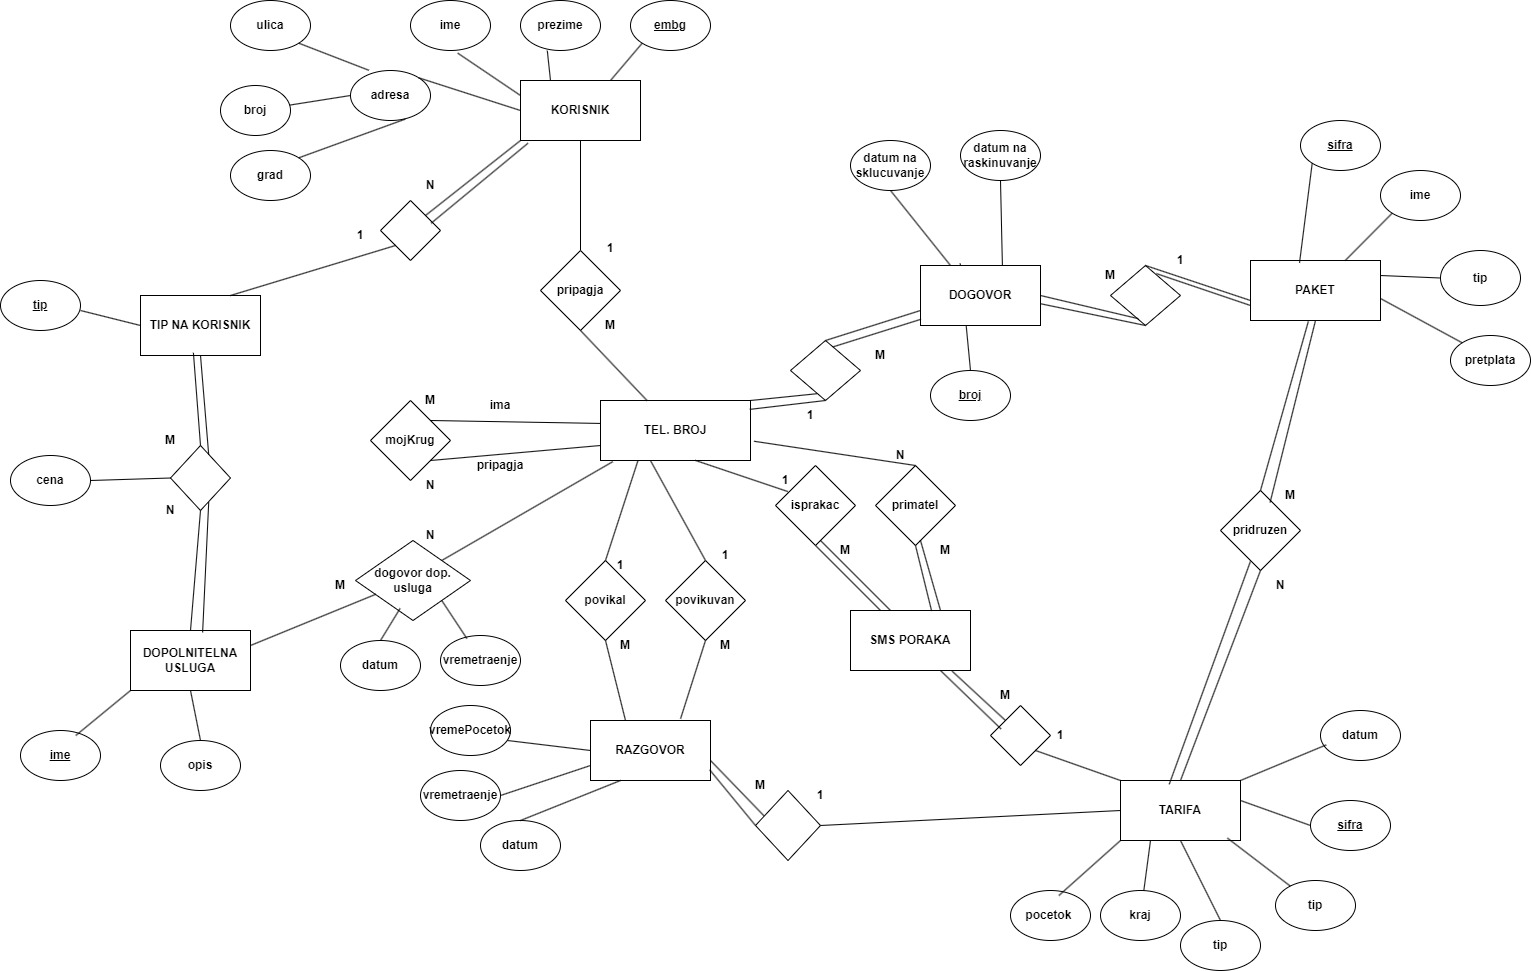 ulica
ime
prezime
embg
broj
adresa
KORISNIK
grad
N
1
1
pripagja
M
tip
TIP NA KORISNIK
datum na
sklucuvanje
datum na
raskinuvanje
sifra
ime
tip
pretplata
DOGOVOR
M
1
PAKET
broj
M
1
M
ima
mojKrug
pripagja
N
TEL. BROJ
M
N
cena
1
isprakac
M
N
primatel
M
M
pridruzen
N
N
dogovor dop.
usluga
M
datum
vremetraenje
1
povikal
M
1
povikuvan
M
DOPOLNITELNA
USLUGA
ime
opis
SMS PORAKA
M
1
vremePocetok
RAZGOVOR
vremetraenje
datum
M
1
TARIFA
datum
sifra
tip
pocetok
kraj
tip